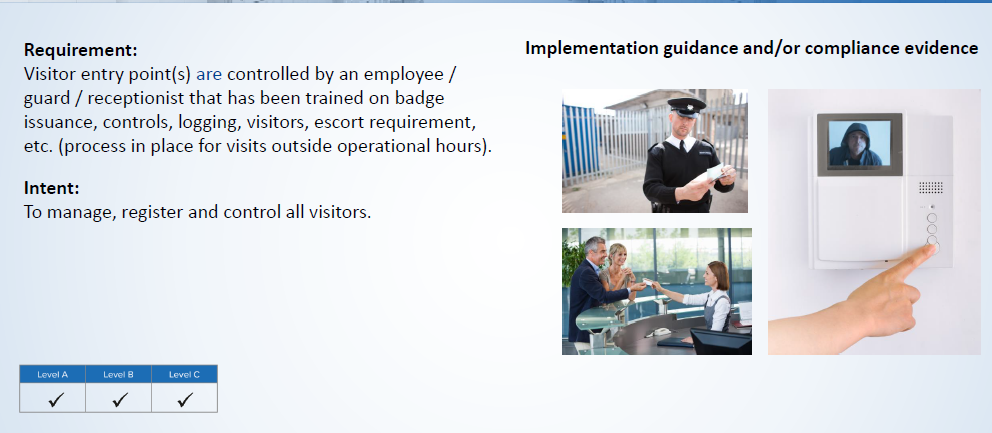 Requirement:
Visitor entry point(s) are controlled by an employee /
guard / receptionist that has been trained on badge
issuance, controls, logging, visitors, escort requirement,
etc. (process in place for visits outside operational hours).
Intent:
To manage, register and control all visitors.
Implementation guidance and/or compliance evidence
Level A Level B Level C
✓ ✓ ✓